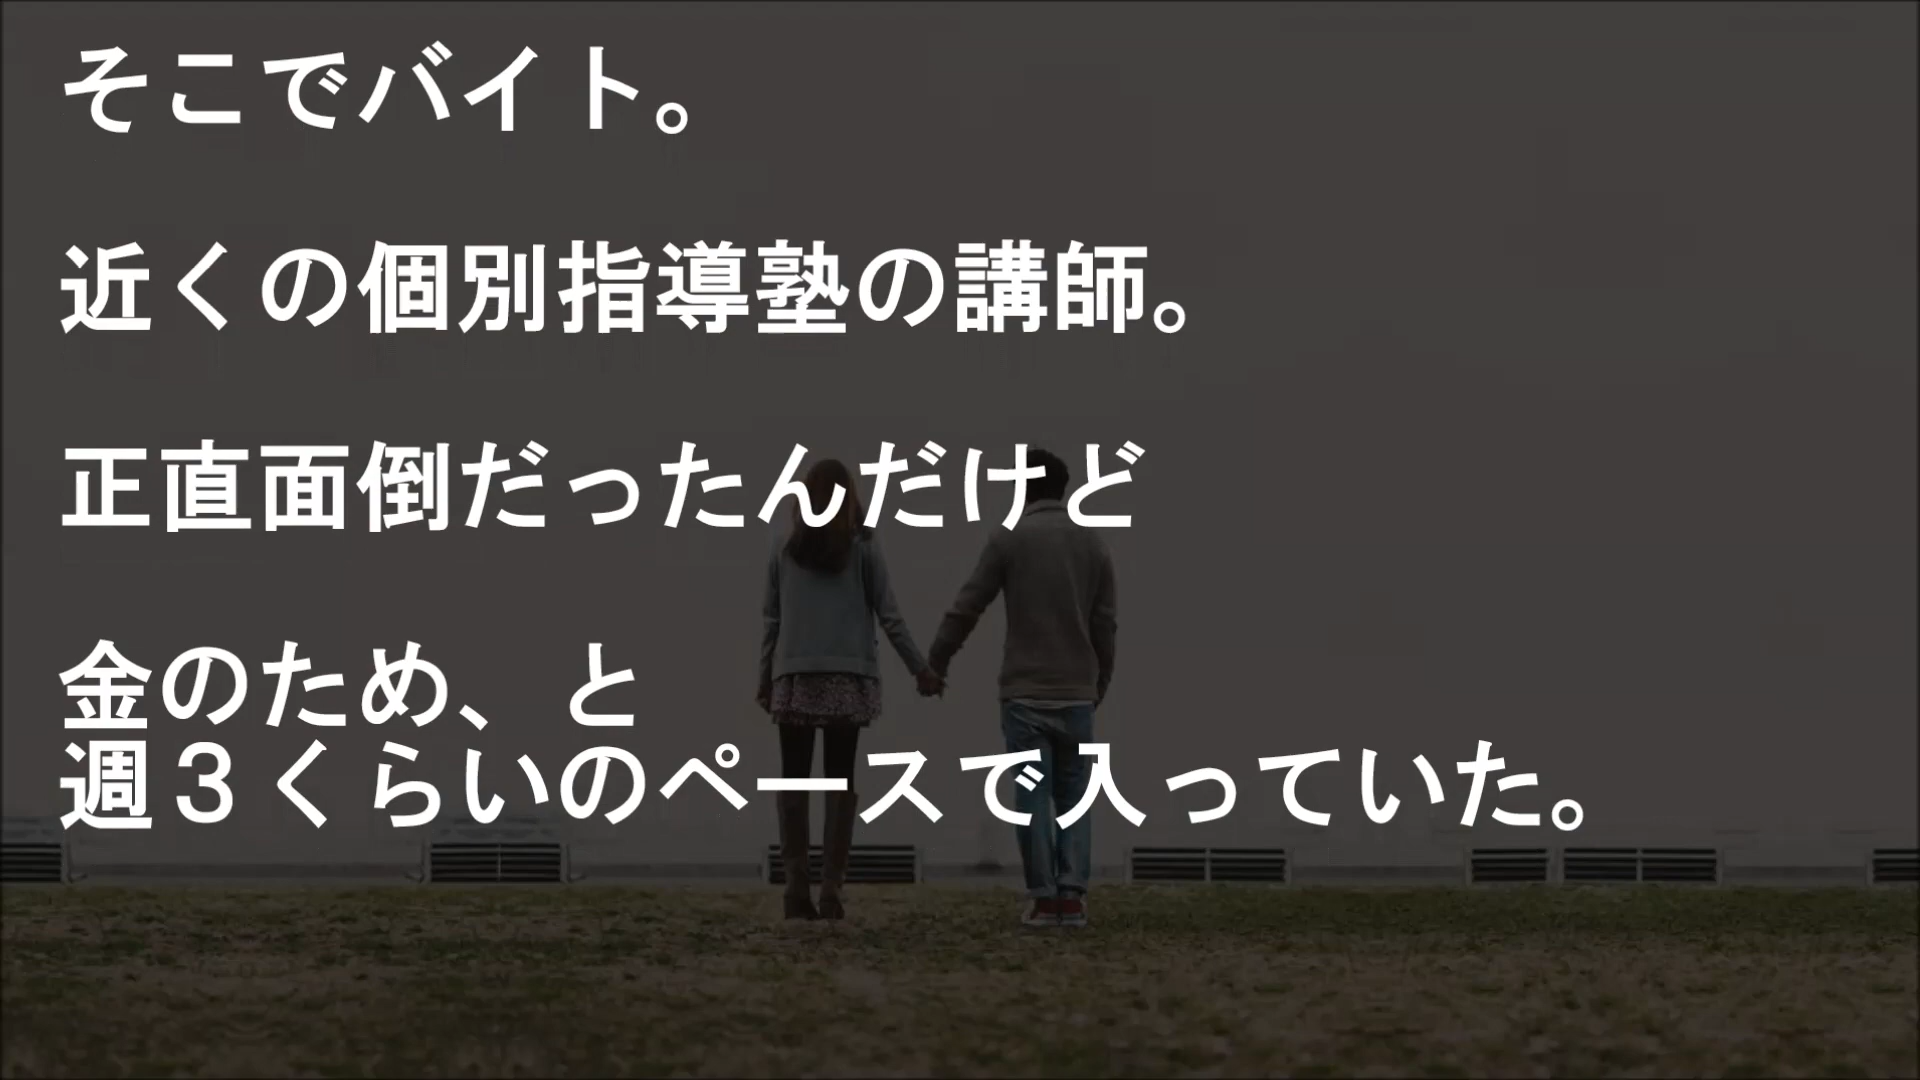 そこでバイト。
近くの個別指導塾の講師。
正直面倒だったんだけど
金のため、と
週３くらいのペースで入っていた。